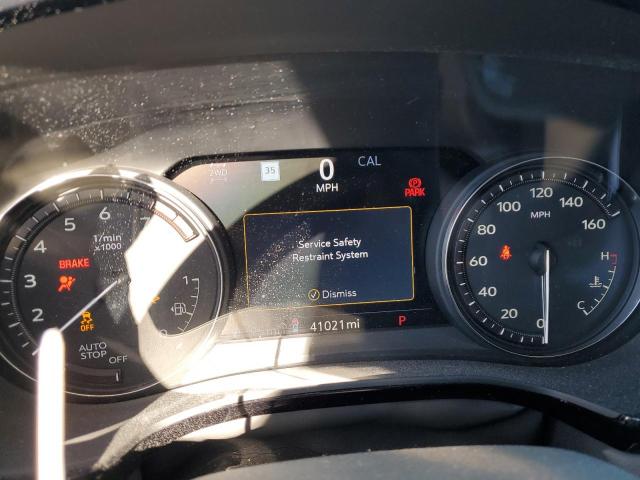 2WD
35
0
MPH
CAL
PARK
Service Safety
Restraint System
Dismiss
41021mi
P
1/min
x1000
2
3
4
5
6
7
BRAKE
OFF
AUTO
STOP
OFF
1
0
20
40
60
80
100
120
140
160
MPH
H
C